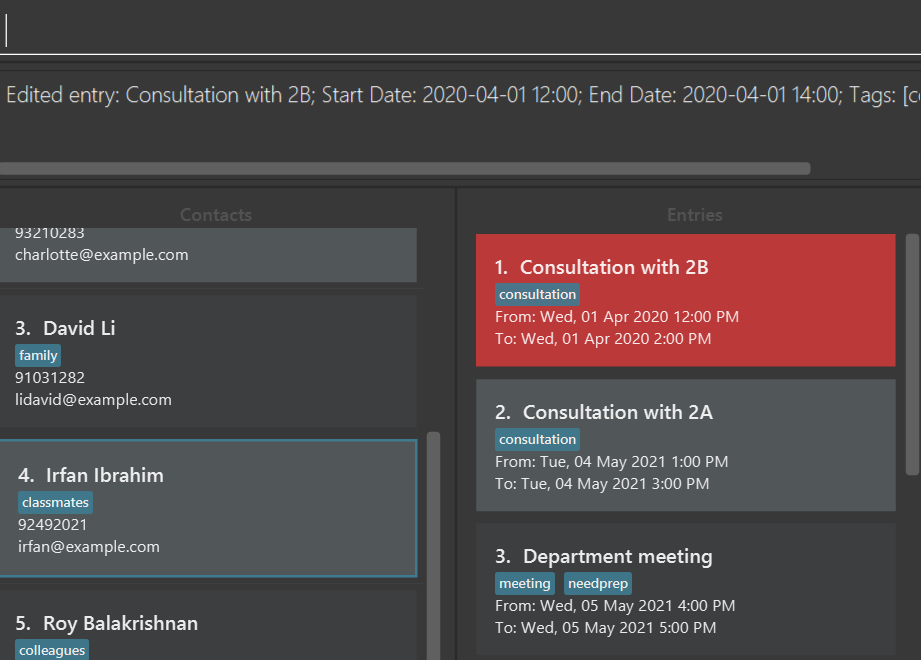 Edited entry: Consultation with 2B; Start Date: 2020-04-01 12:00; End Date: 2020-04-01 14:00; Tags: [c
Contacts
93210283
charlotte@example.com
3. David Li
family
91031282
lidavid@example.com
4. Irfan Ibrahim
classmates
92492021
irfan@example.com
5. Roy Balakrishnan
colleagues
Entries
1. Consultation with 2B
consultation
From: Wed, 01 Apr 2020 12:00 PM
To: Wed, 01 Apr 2020 2:00 PM
2. Consultation with 2A
consultation
From: Tue, 04 May 2021 1:00 PM
To: Tue, 04 May 2021 3:00 PM
3. Department meeting
meeting needprep
From: Wed, 05 May 2021 4:00 PM
To: Wed, 05 May 2021 5:00 PM